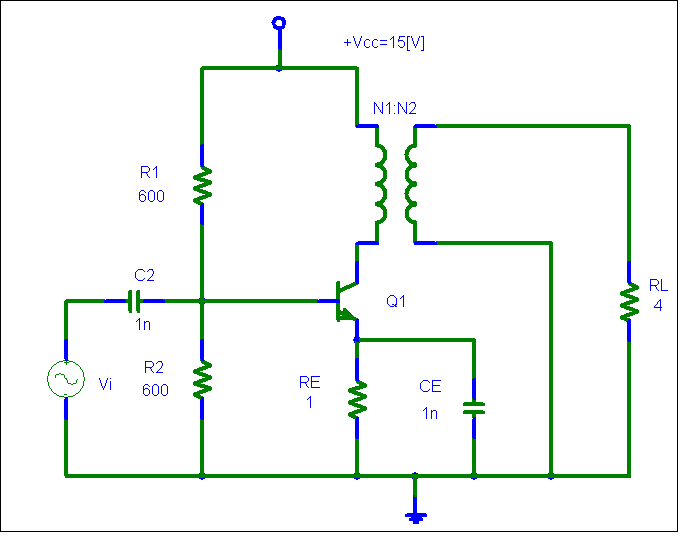 +Vcc=15[V]
N1:N2
R1
600
C2
1n
Q1
RL
4
R2
600
Vi
RE
1
CE
1n